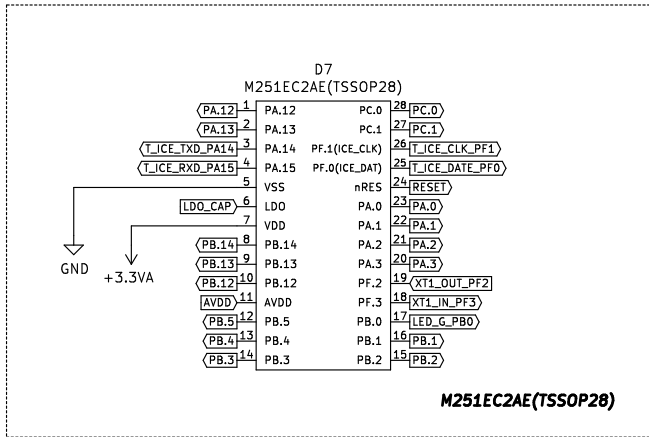 D7
M251EC2AE(TSSOP28)
PA.12 1 PA.12 PC.0 28 PC.0
PA.13 2 PA.13 PC.1 27 PC.1
T_ICE_TXD_PA14 3 PA.14 PF.1(ICE_CLK) 26 T_ICE_CLK_PF1
T_ICE_RXD_PA15 4 PA.15 PF.0(ICE_DAT) 25 T_ICE_DATE_PF0
5 VSS nRES 24 RESET
LDO_CAP 6 LDO PA.0 23 PA.0
7 VDD PA.1 22 PA.1
PB.14 8 PB.14 PA.2 21 PA.2
PB.13 9 PB.13 PA.3 20 PA.3
PB.12 10 PB.12 PF.2 19 XT1_OUT_PF2
AVDD 11 AVDD PF.3 18 XT1_IN_PF3
PB.5 12 PB.5 PB.0 17 LED_G_PB0
PB.4 13 PB.4 PB.1 16 PB.1
PB.3 14 PB.3 PB.2 15 PB.2
GND
+3.3VA
M251EC2AE(TSSOP28)